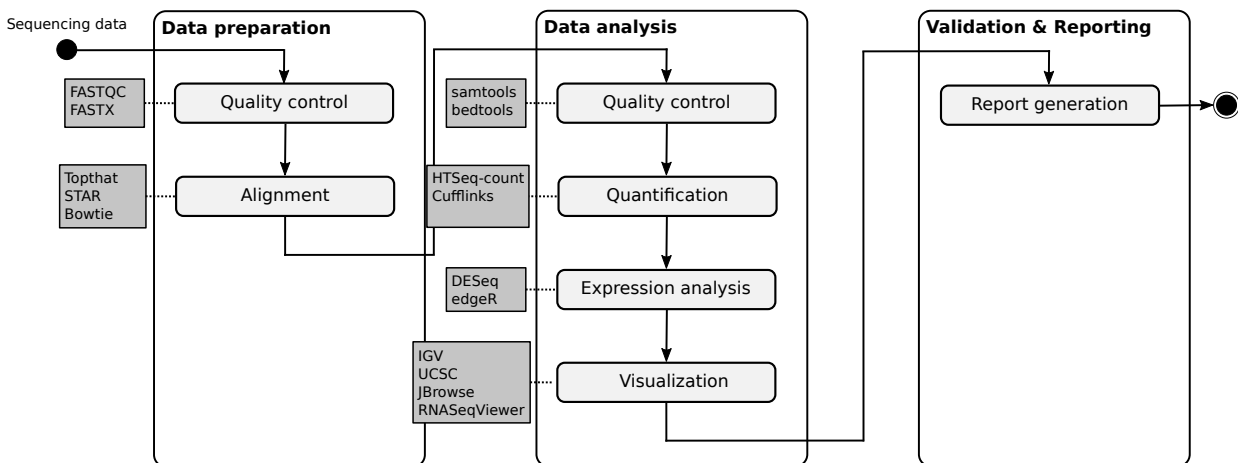 Sequencing data
Data preparation
FASTQC
FASTX
Quality control
Topthat
STAR
Bowtie
Alignment
Data analysis
samtools
bedtools
Quality control
HTSeq-count
Cufflinks
Quantification
DESeq
edgeR
Expression analysis
IGV
UCSC
JBrowse
RNASeqViewer
Visualization
Validation & Reporting
Report generation